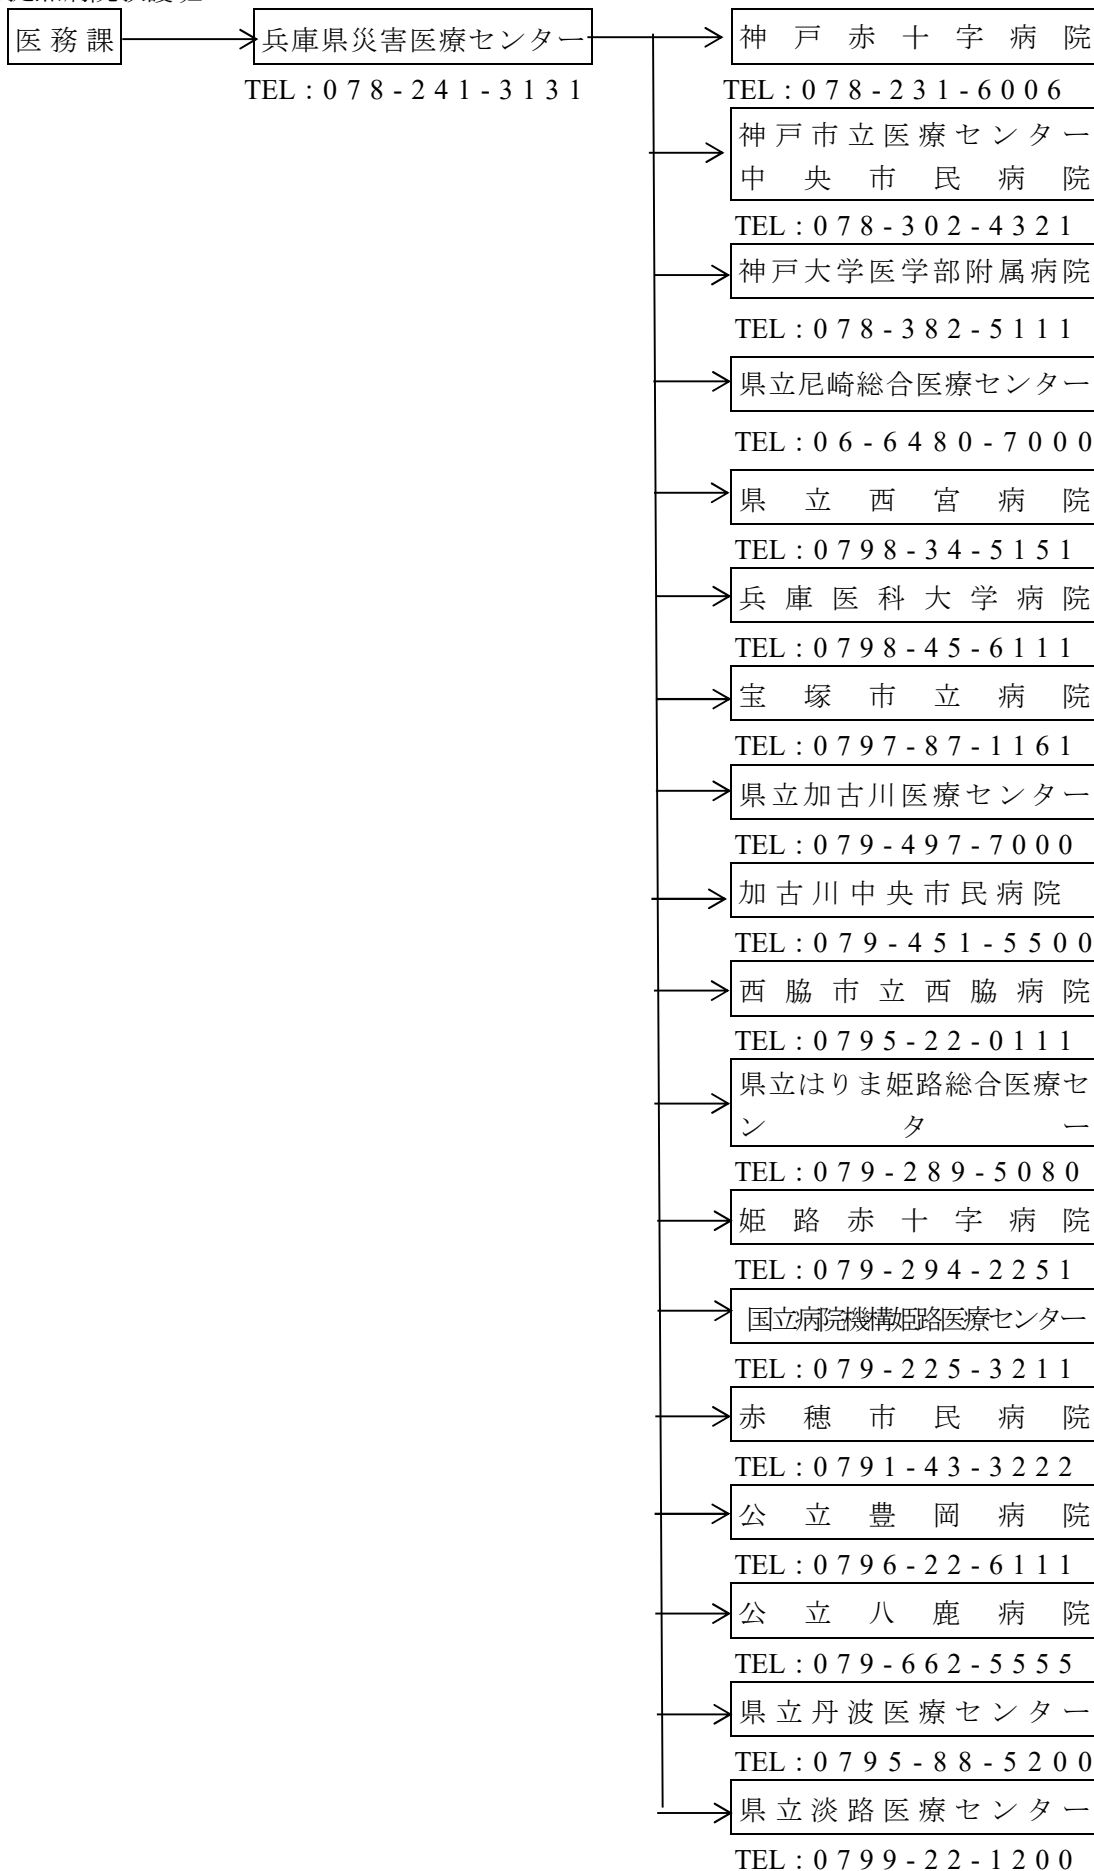 医務課
兵庫県災害医療センター
TEL：078-241-3131
神戸赤十字病院
TEL：078-231-6006
神戸市立医療センター
中央市民病院
TEL：078-302-4321
神戸大学医学部附属病院
TEL：078-382-5111
県立尼崎総合医療センター
TEL：06-6480-7000
県立西宮病院
TEL：0798-34-5151
兵庫医科大学病院
TEL：0798-45-6111
宝塚市立病院
TEL：0797-87-1161
県立加古川医療センター
TEL：079-497-7000
加古川中央市民病院
TEL：079-451-5500
西脇市立西脇病院
TEL：0795-22-0111
県立はりま姫路総合医療セ
ンター
TEL：079-289-5080
姫路赤十字病院
TEL：079-294-2251
国立病院機構姫路医療センター
TEL：079-225-3211
赤穂市民病院
TEL：0791-43-3222
公立豊岡病院
TEL：0796-22-6111
公立八鹿病院
TEL：079-662-5555
県立丹波医療センター
TEL：0795-88-5200
県立淡路医療センター
TEL：0799-22-1200